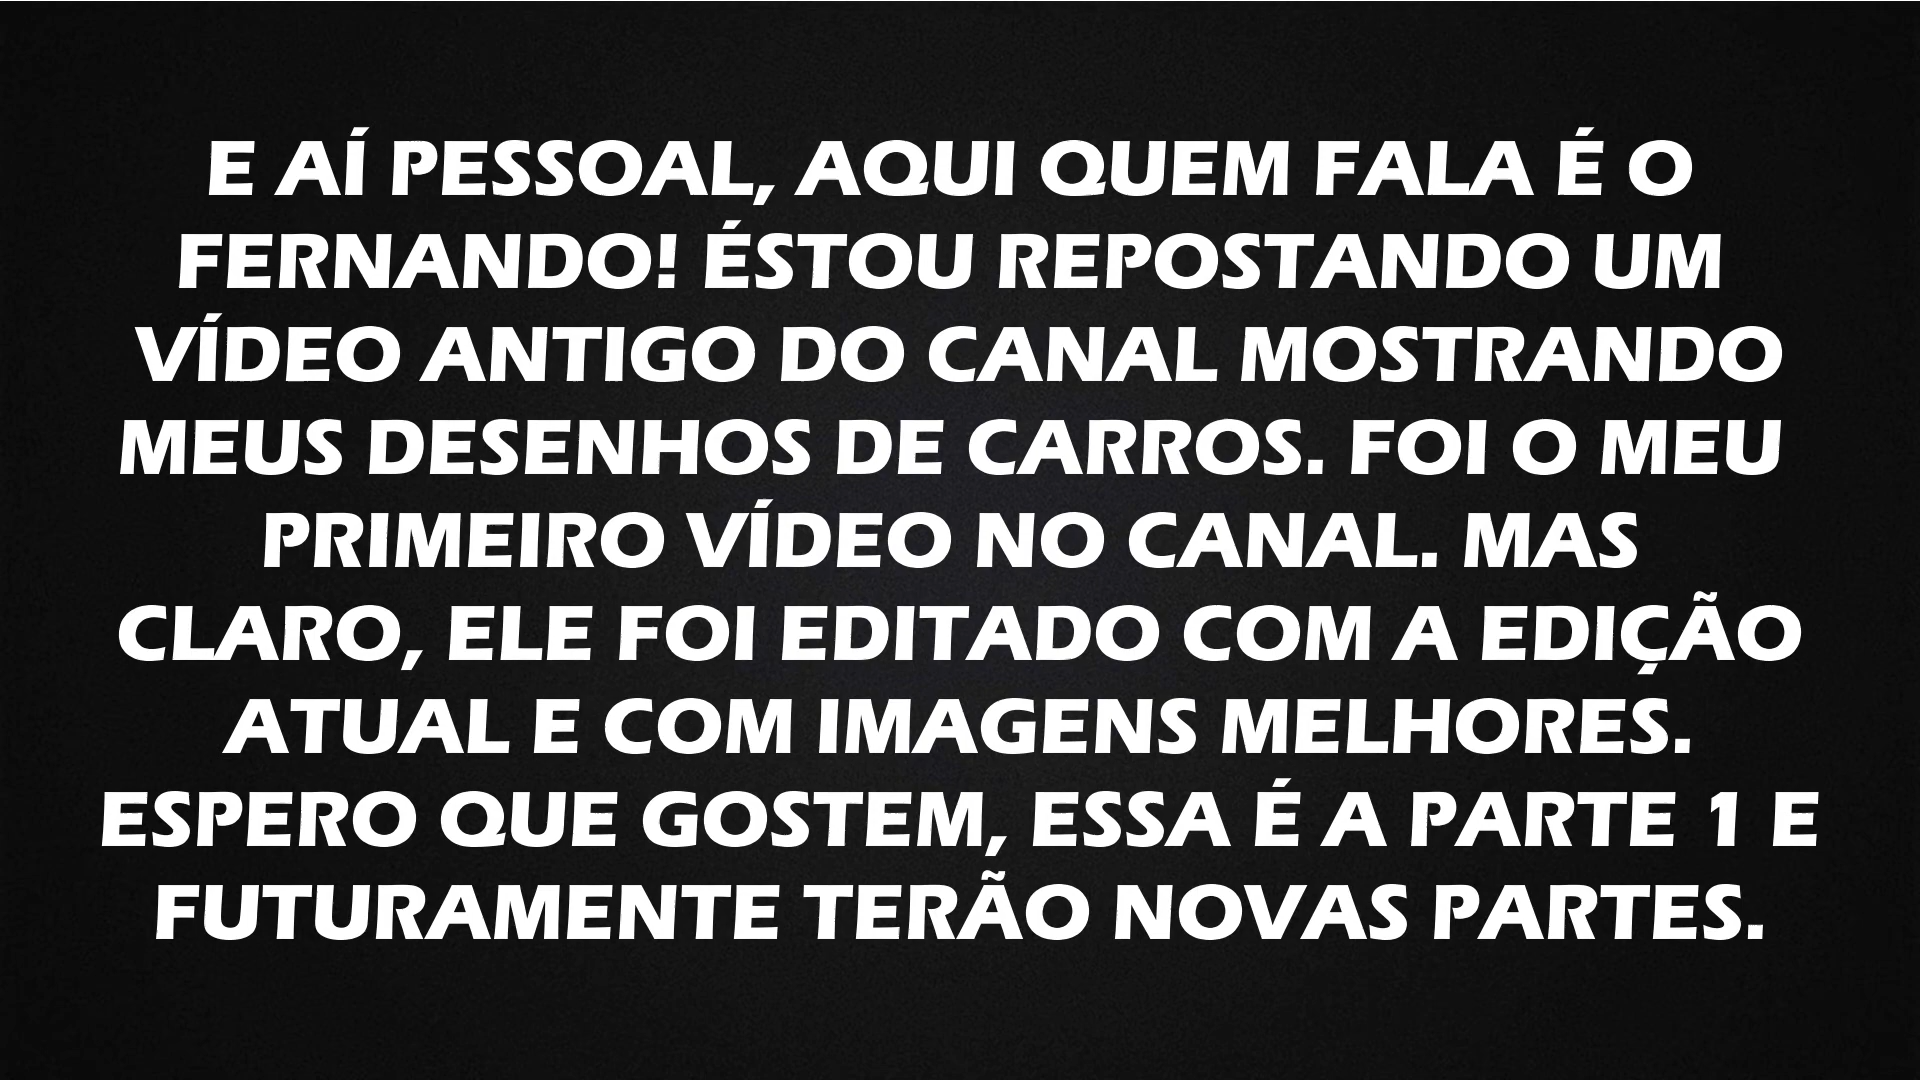 E AÍ PESSOAL, AQUI QUEM FALA É O
FERNANDO! ÉSTOU REPOSTANDO UM
VÍDEO ANTIGO DO CANAL MOSTRANDO
MEUS DESENHOS DE CARROS. FOI O MEU
PRIMEIRO VÍDEO NO CANAL. MAS
CLARO, ELE FOI EDITADO COM A EDIÇÃO
ATUAL E COM IMAGENS MELHORES.
ESPERO QUE GOSTEM, ESSA É A PARTE 1 E
FUTURAMENTE TERÃO NOVAS PARTES.